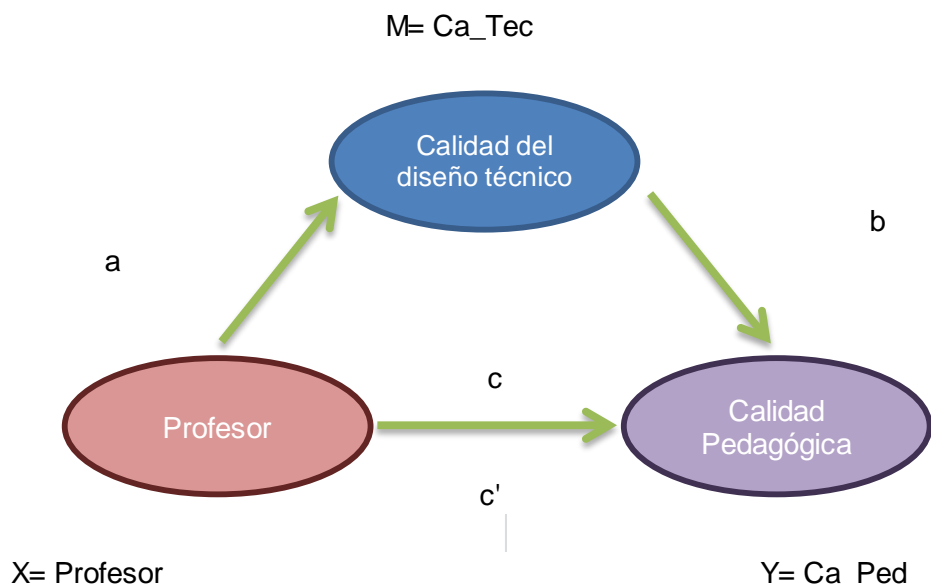 M= Ca_Tec
Calidad del
diseño técnico
b
a
c
Profesor
Calidad
Pedagógica
c'
X= Profesor
Y= Ca_Ped